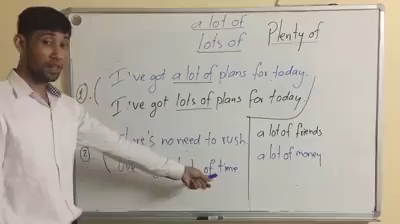 a lot of
lots of
Plenty of
①. I've got a lot of plans for today.
I've got lots of plans for today.
② There's no need to rush.
of time
a lot of friends
a lot of money